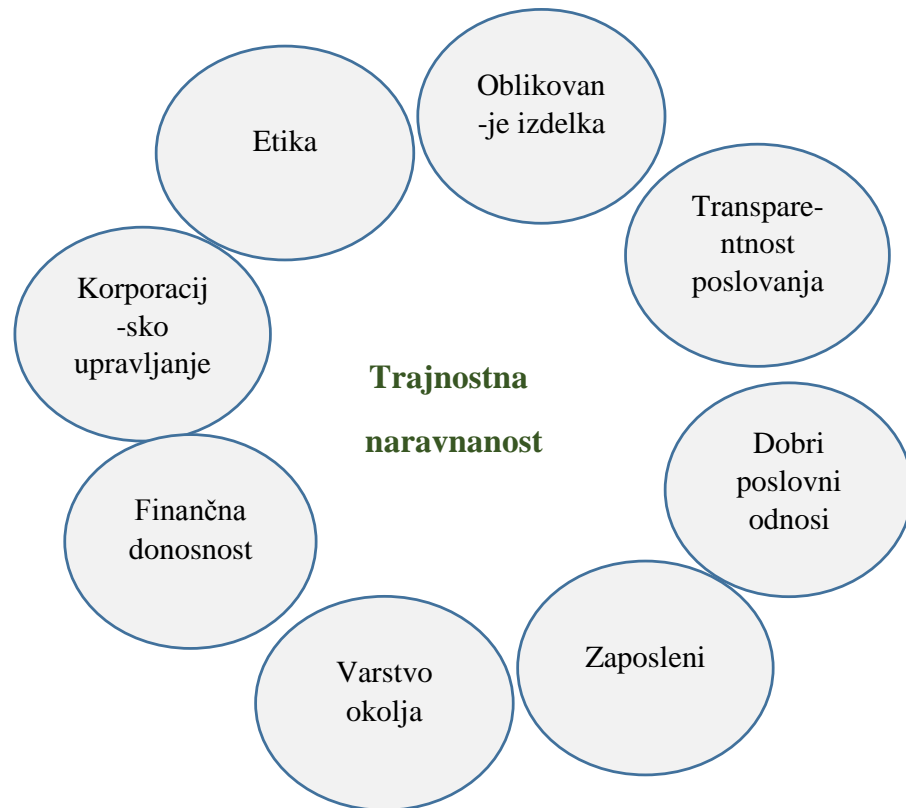 Oblikovan
-je izdelka
Etika
Transpare-
ntnost
poslovanja
Korporacij
-sko
upravljanje
Trajnostna
naravnanost
Dobri
poslovni
odnosi
Finančna
donosnost
Zaposleni
Varstvo
okolja